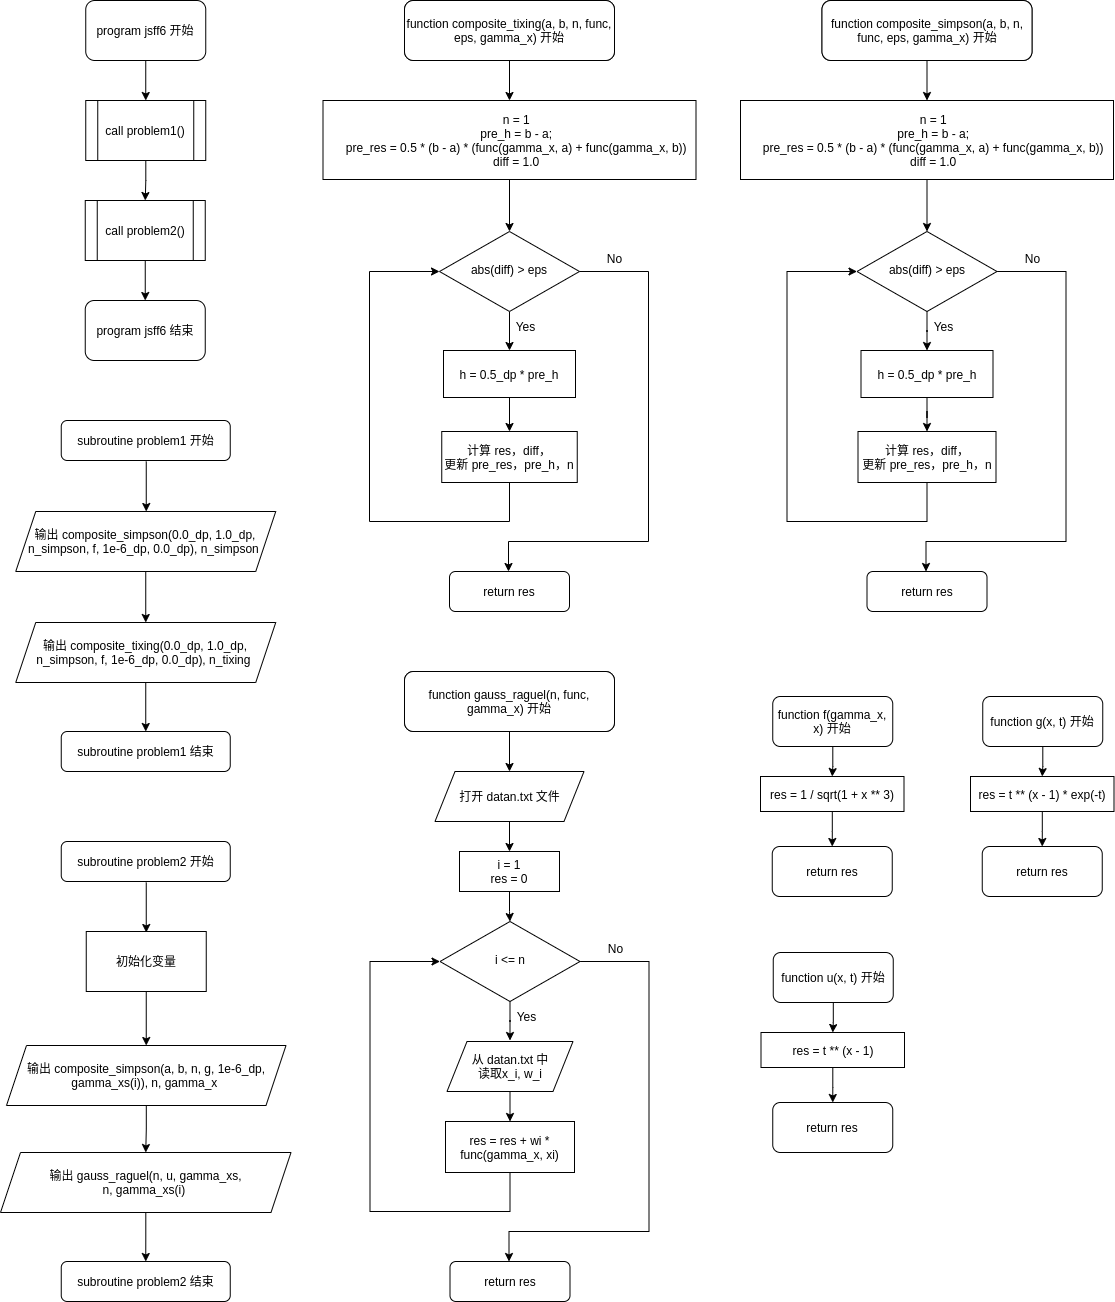 program jsff6 开始
call problem1()
call problem2()
program jsff6 结束
subroutine problem1 开始
输出 composite_simpson(0.0_dp, 1.0_dp,
n_simpson, f, 1e-6_dp, 0.0_dp), n_simpson
输出 composite_tixing(0.0_dp, 1.0_dp,
n_simpson, f, 1e-6_dp, 0.0_dp), n_tixing
subroutine problem1 结束
subroutine problem2 开始
初始化变量
输出 composite_simpson(a, b, n, g, 1e-6_dp,
gamma_xs(i)), n, gamma_x
输出 gauss_raguel(n, u, gamma_xs,
n, gamma_xs(i)
subroutine problem2 结束
function composite_tixing(a, b, n, func,
eps, gamma_x) 开始
n = 1
pre_h = b - a;
pre_res = 0.5 * (b - a) * (func(gamma_x, a) + func(gamma_x, b))
diff = 1.0
abs(diff) > eps
No
Yes
h = 0.5_dp * pre_h
计算 res，diff，
更新 pre_res，pre_h，n
return res
function composite_simpson(a, b, n,
func, eps, gamma_x) 开始
n = 1
pre_h = b - a;
pre_res = 0.5 * (b - a) * (func(gamma_x, a) + func(gamma_x, b))
diff = 1.0
abs(diff) > eps
No
Yes
h = 0.5_dp * pre_h
计算 res，diff，
更新 pre_res，pre_h，n
return res
function gauss_raguel(n, func,
gamma_x) 开始
打开 datan.txt 文件
i = 1
res = 0
i <= n
No
Yes
从 datan.txt 中
读取x_i, w_i
res = res + wi *
func(gamma_x, xi)
return res
function f(gamma_x,
x) 开始
res = 1 / sqrt(1 + x ** 3)
return res
function g(x, t) 开始
res = t ** (x - 1) * exp(-t)
return res
function u(x, t) 开始
res = t ** (x - 1)
return res